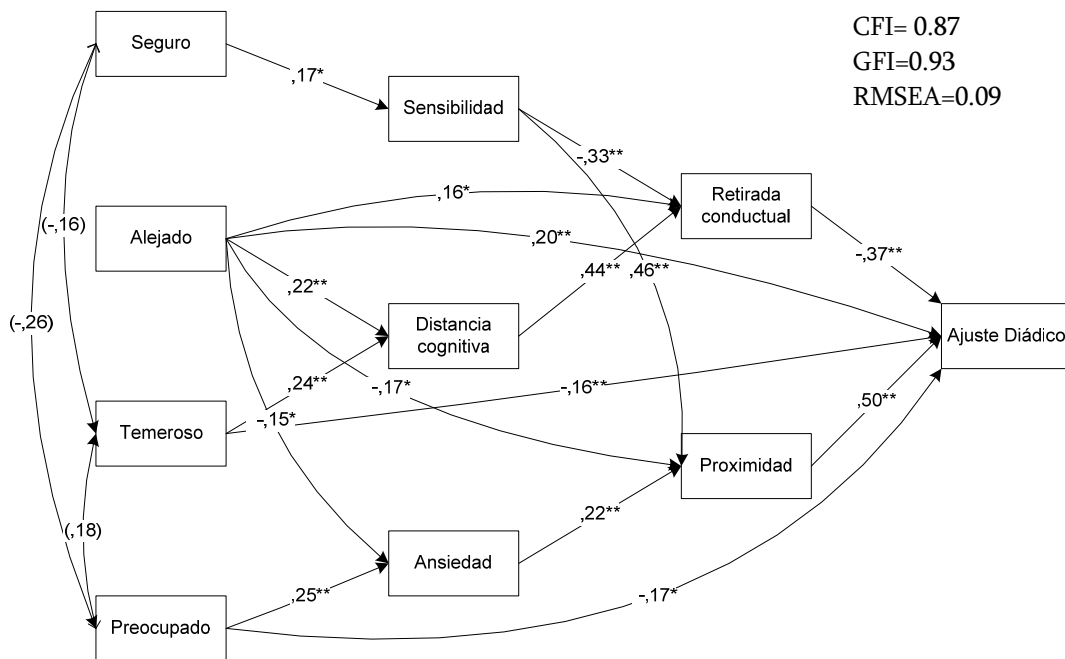 CFI= 0.87
GFI=0.93
RMSEA=0.09
Seguro
,17*
Sensibilidad
-,33**
Retirada
conductual
,16*
(-,16)
Alejado
,20**
-,37**
,22**
,44**
,46**
(-,26)
Distancia
cognitiva
Ajuste Diádico
,24**
-,17*
-,16**
,50**
-,15*
Temeroso
Proximidad
(,18)
,22**
Ansiedad
,25**
-,17*
Preocupado